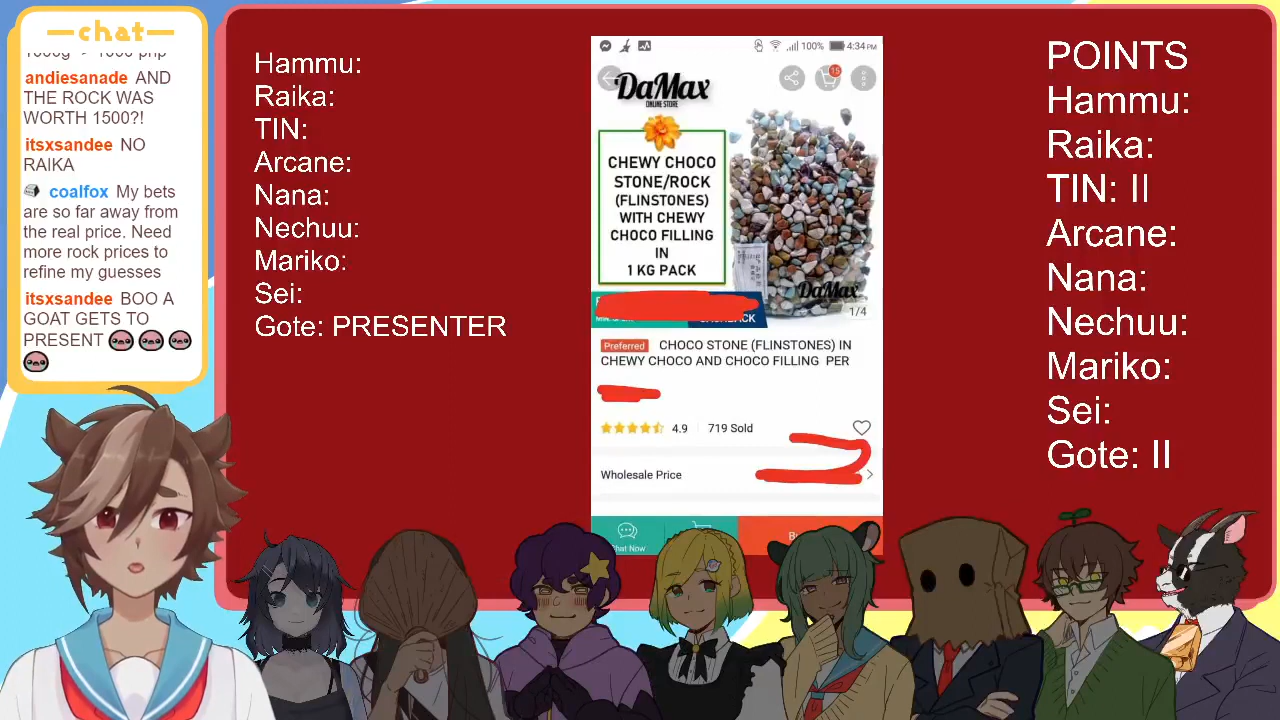 chat
andiesanade AND
THE ROCK WAS
WORTH 1500?!
itsxsandee NO
RAIKA
coalfox My bets
are so far away from
the real price. Need
more rock prices to
refine my guesses
itsxsandee BOO A
GOAT GETS TO
PRESENT
Hammu:
Raika:
TIN:
Arcane:
Nana:
Nechuu:
Mariko:
Sei:
Gote: PRESENTER
100% 4:34 PM
15
DaMax
ONLINE STORE
CHEWY CHOCO
STONE/ROCK
(FLINSTONES)
WITH CHEWY
CHOCO FILLING
IN
1 KG PACK
DaMax
1/4
Preferred CHOCO STONE (FLINSTONES) IN
CHEWY CHOCO AND CHOCO FILLING PER
4.9 719 Sold
Wholesale Price
POINTS
Hammu:
Raika:
TIN: II
Arcane:
Nana:
Nechuu:
Mariko:
Sei:
Gote: II